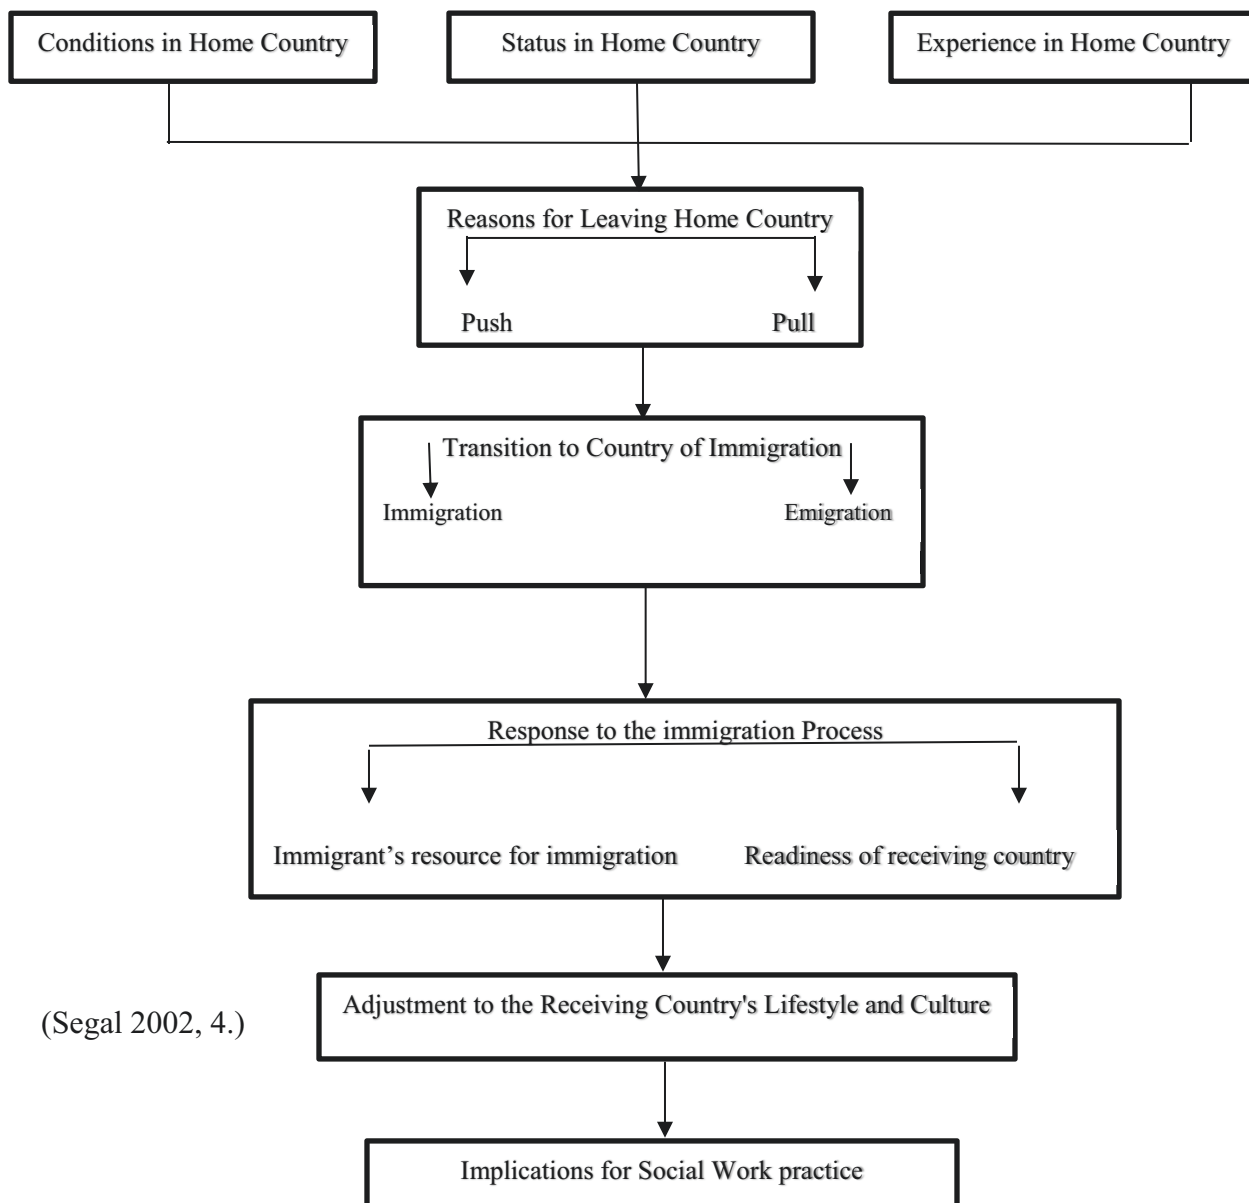 Conditions in Home Country
Status in Home Country
Experience in Home Country
Reasons for Leaving Home Country
Push
Pull
Transition to Country of Immigration
Immigration
Emigration
Response to the immigration Process
Immigrant’s resource for immigration
Readiness of receiving country
Adjustment to the Receiving Country's Lifestyle and Culture
(Segal 2002, 4.)
Implications for Social Work practice